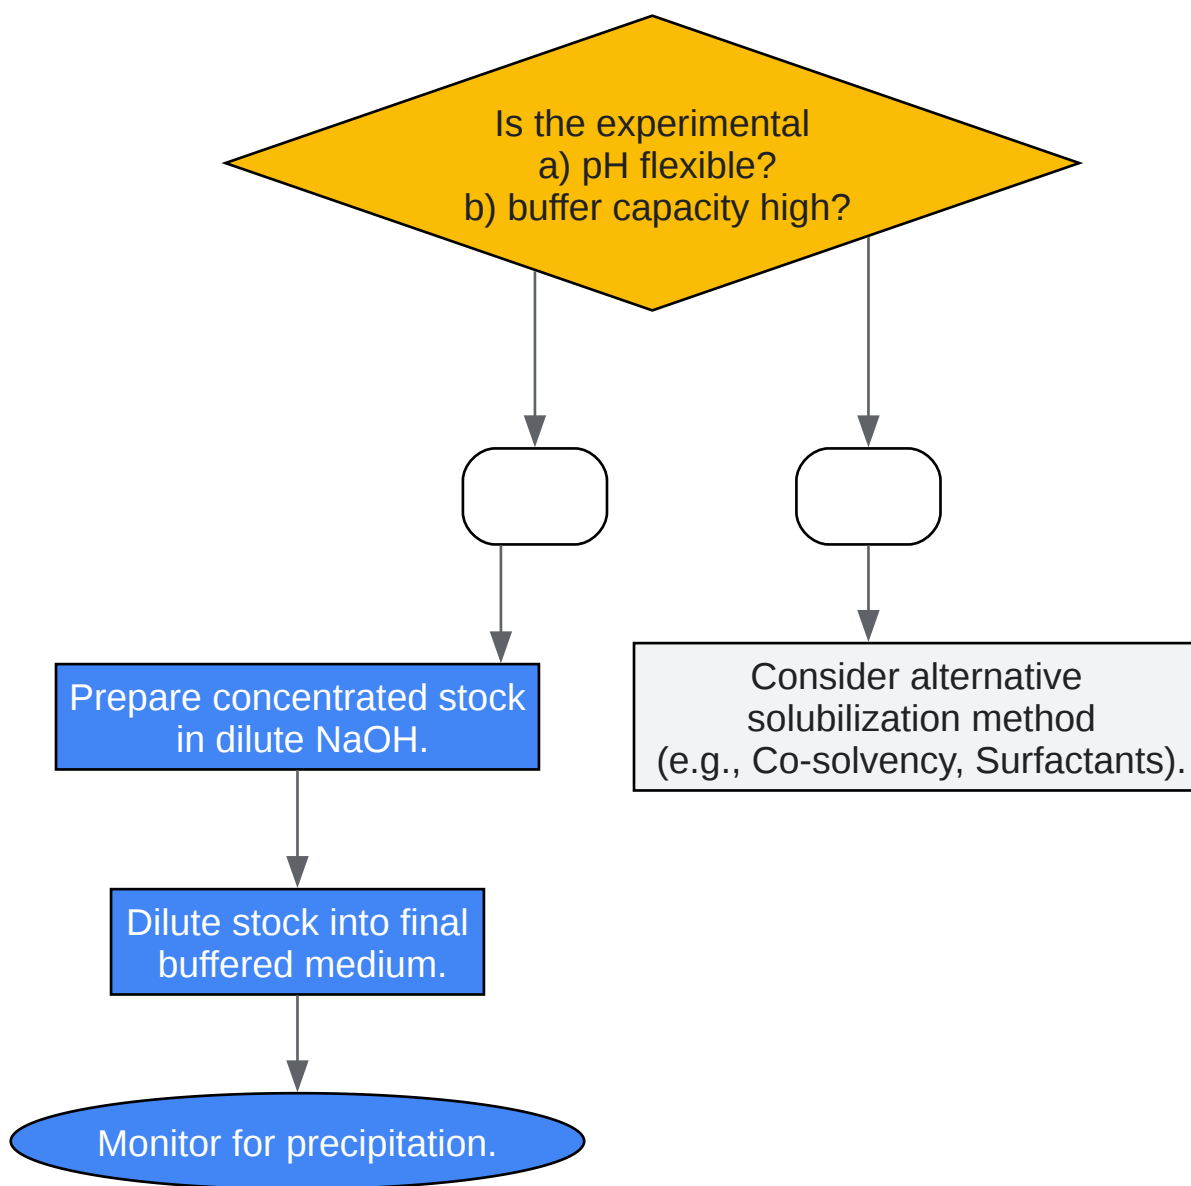 Is the experimental
a) pH flexible?
b) buffer capacity high?
Prepare concentrated stock
in dilute NaOH.
Consider alternative
solubilization method
(e.g., Co-solvency, Surfactants).
Dilute stock into final
buffered medium.
Monitor for precipitation.